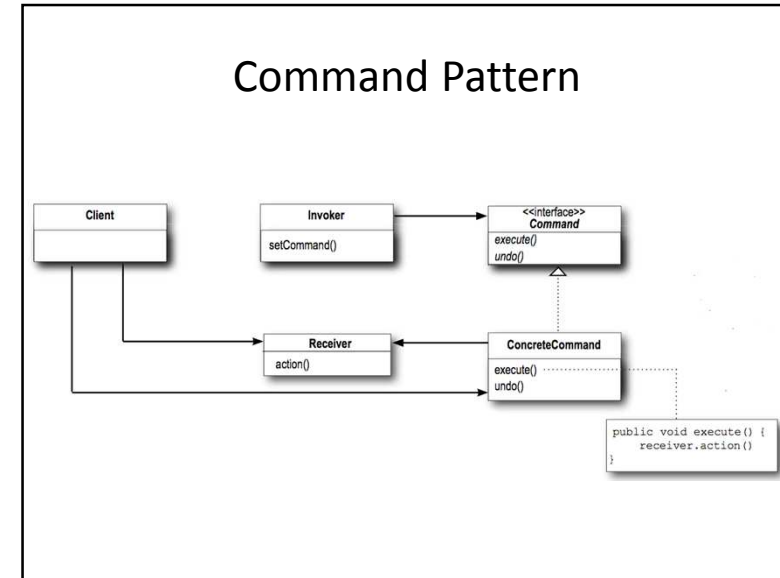 Command Pattern
Client
Invoker
setCommand()
<<interface>>
Command
execute()
undo()
Receiver
action()
ConcreteCommand
execute()
undo()
public void execute() {
receiver.action()
}